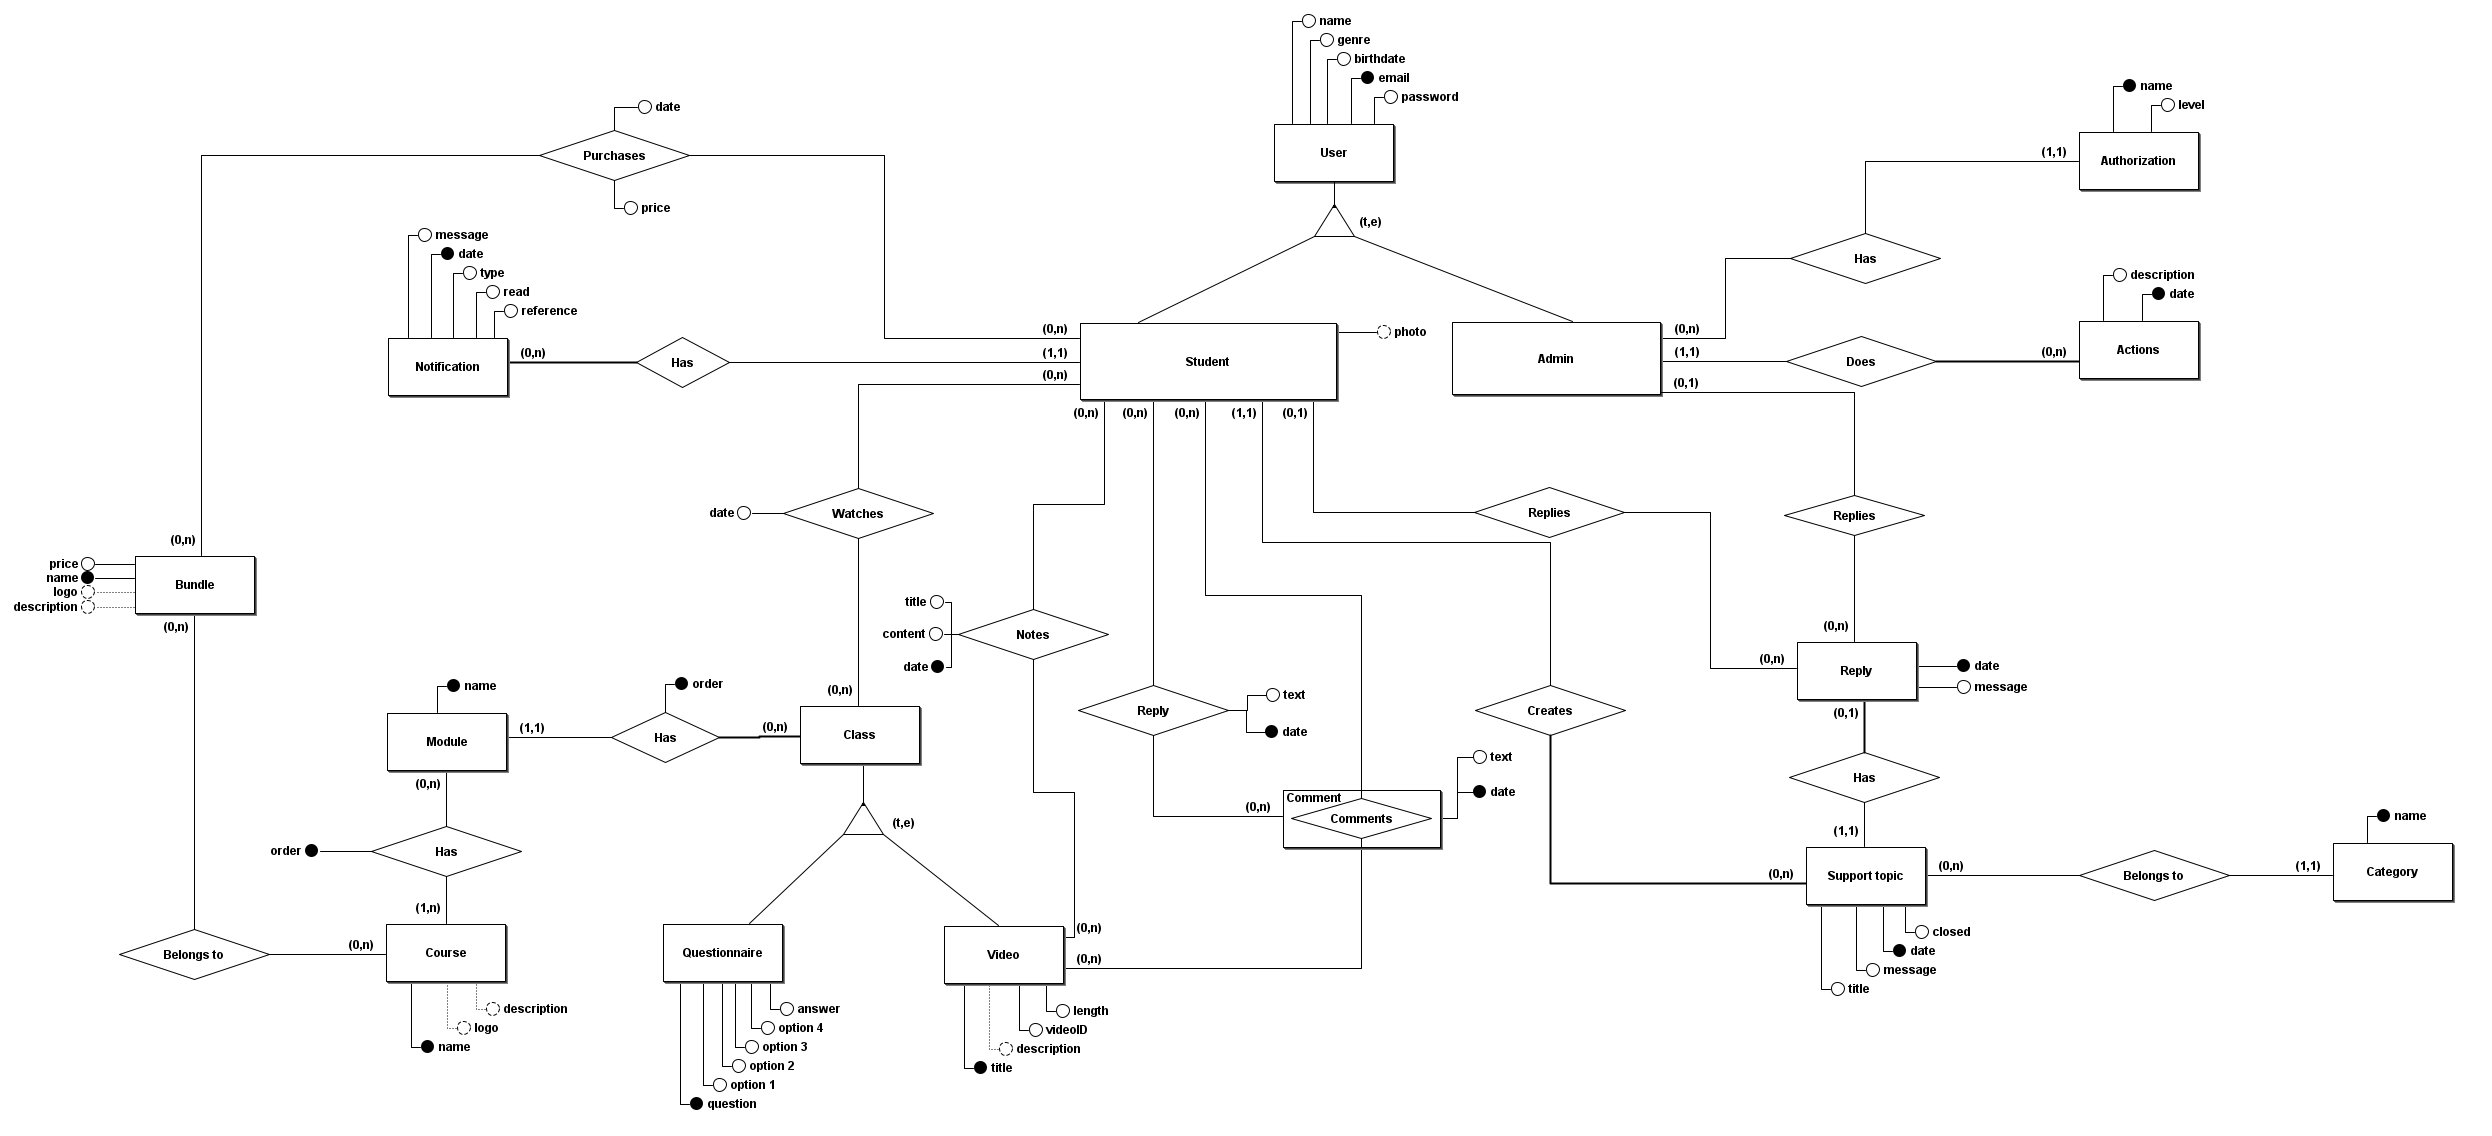 name
genre
birthdate
email
password
User
(t,e)
date
Purchases
price
name
level
Authorization
(1,1)
Has
message
date
type
read
reference
Notification
(0,n)
Has
(0,n)
(1,1)
(0,n)
Student
photo
(0,n)
(0,n)
(0,n)
(1,1)
(0,1)
Admin
(0,n)
(1,1)
(0,1)
Does
description
date
(0,n)
Actions
date
Watches
Replies
Replies
(0,n)
price
name
logo
description
Bundle
(0,n)
title
content
date
Notes
(0,n)
(0,n)
Reply
date
message
(0,1)
name
Module
(1,1)
order
Has
(0,n)
(0,n)
Class
Reply
text
date
Creates
(0,n)
order
Has
(1,n)
(t,e)
(0,n)
Comment
Comments
text
date
Has
(1,1)
(0,n)
Support topic
(0,n)
Belongs to
(1,1)
name
Category
closed
date
message
title
Belongs to
(0,n)
Course
description
logo
name
Questionnaire
answer
option 4
option 3
option 2
option 1
question
Video
(0,n)
(0,n)
length
videoID
description
title